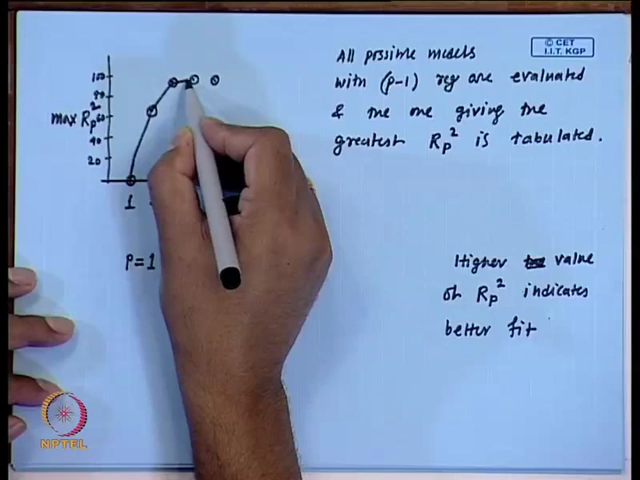 © CET
I.I.T. KGP
All possible models
with (p-1) reg are evaluated
& the one giving the
greatest Rp² is tabulated.
100
80
max Rp² 60
40
20
1
P=1
Higher value
of Rp² indicates
better fit
NPTEL